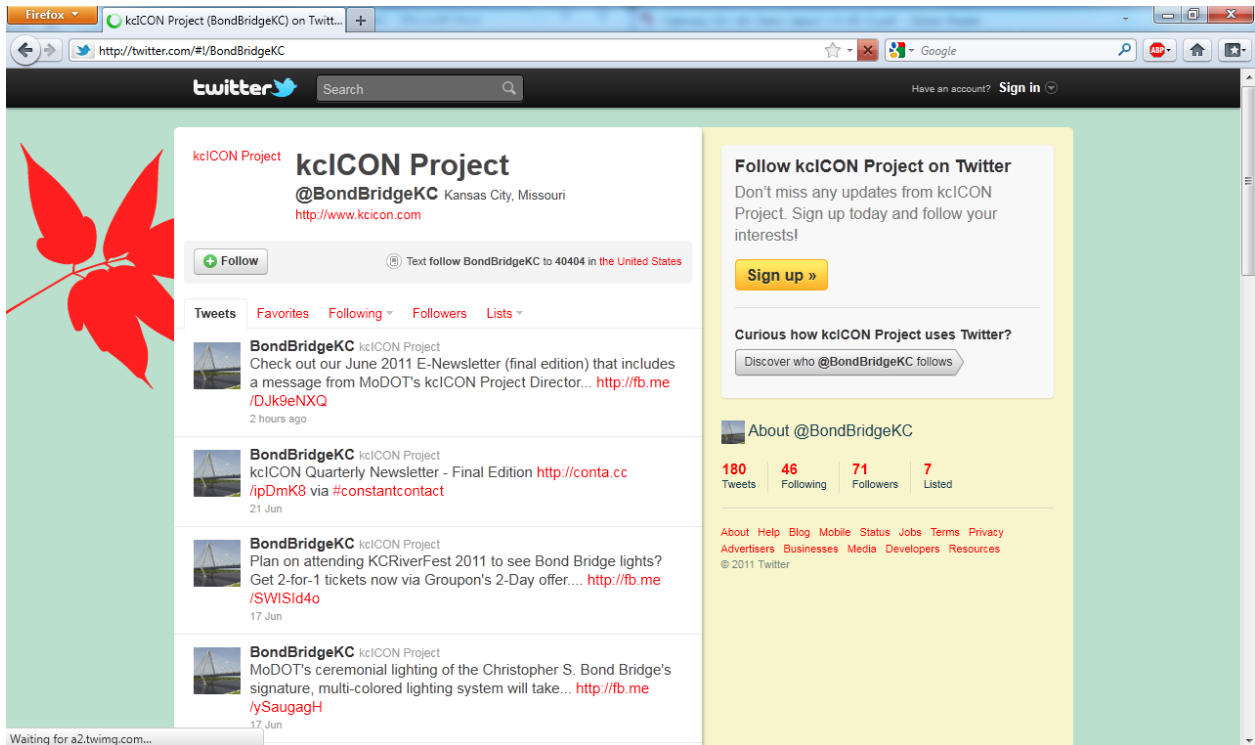 Firefox
kcICON Project (BondBridgeKC) on Twitt...
http://twitter.com/#!/BondBridgeKC
Google
ABP
twitter
Search
Have an account? Sign in
kcICON Project
kcICON Project
@BondBridgeKC Kansas City, Missouri
http://www.kcicon.com
Follow
Text follow BondBridgeKC to 40404 in the United States
Tweets Favorites Following Followers Lists
BondBridgeKC kcICON Project
Check out our June 2011 E-Newsletter (final edition) that includes
a message from MoDOT's kcICON Project Director... http://fb.me
/DJk9eNXQ
2 hours ago
BondBridgeKC kcICON Project
kcICON Quarterly Newsletter - Final Edition http://conta.cc
/ipDmK8 via #constantcontact
21 Jun
BondBridgeKC kcICON Project
Plan on attending KCRiverFest 2011 to see Bond Bridge lights?
Get 2-for-1 tickets now via Groupon's 2-Day offer.... http://fb.me
/SWISId4o
17 Jun
BondBridgeKC kcICON Project
MoDOT's ceremonial lighting of the Christopher S. Bond Bridge's
signature, multi-colored lighting system will take... http://fb.me
/ySaugagH
17 Jun
Follow kcICON Project on Twitter
Don't miss any updates from kcICON
Project. Sign up today and follow your
interests!
Sign up »
Curious how kcICON Project uses Twitter?
Discover who @BondBridgeKC follows
About @BondBridgeKC
180 46 71 7
Tweets Following Followers Listed
About Help Blog Mobile Status Jobs Terms Privacy
Advertisers Businesses Media Developers Resources
© 2011 Twitter
Waiting for a2.twimg.com...